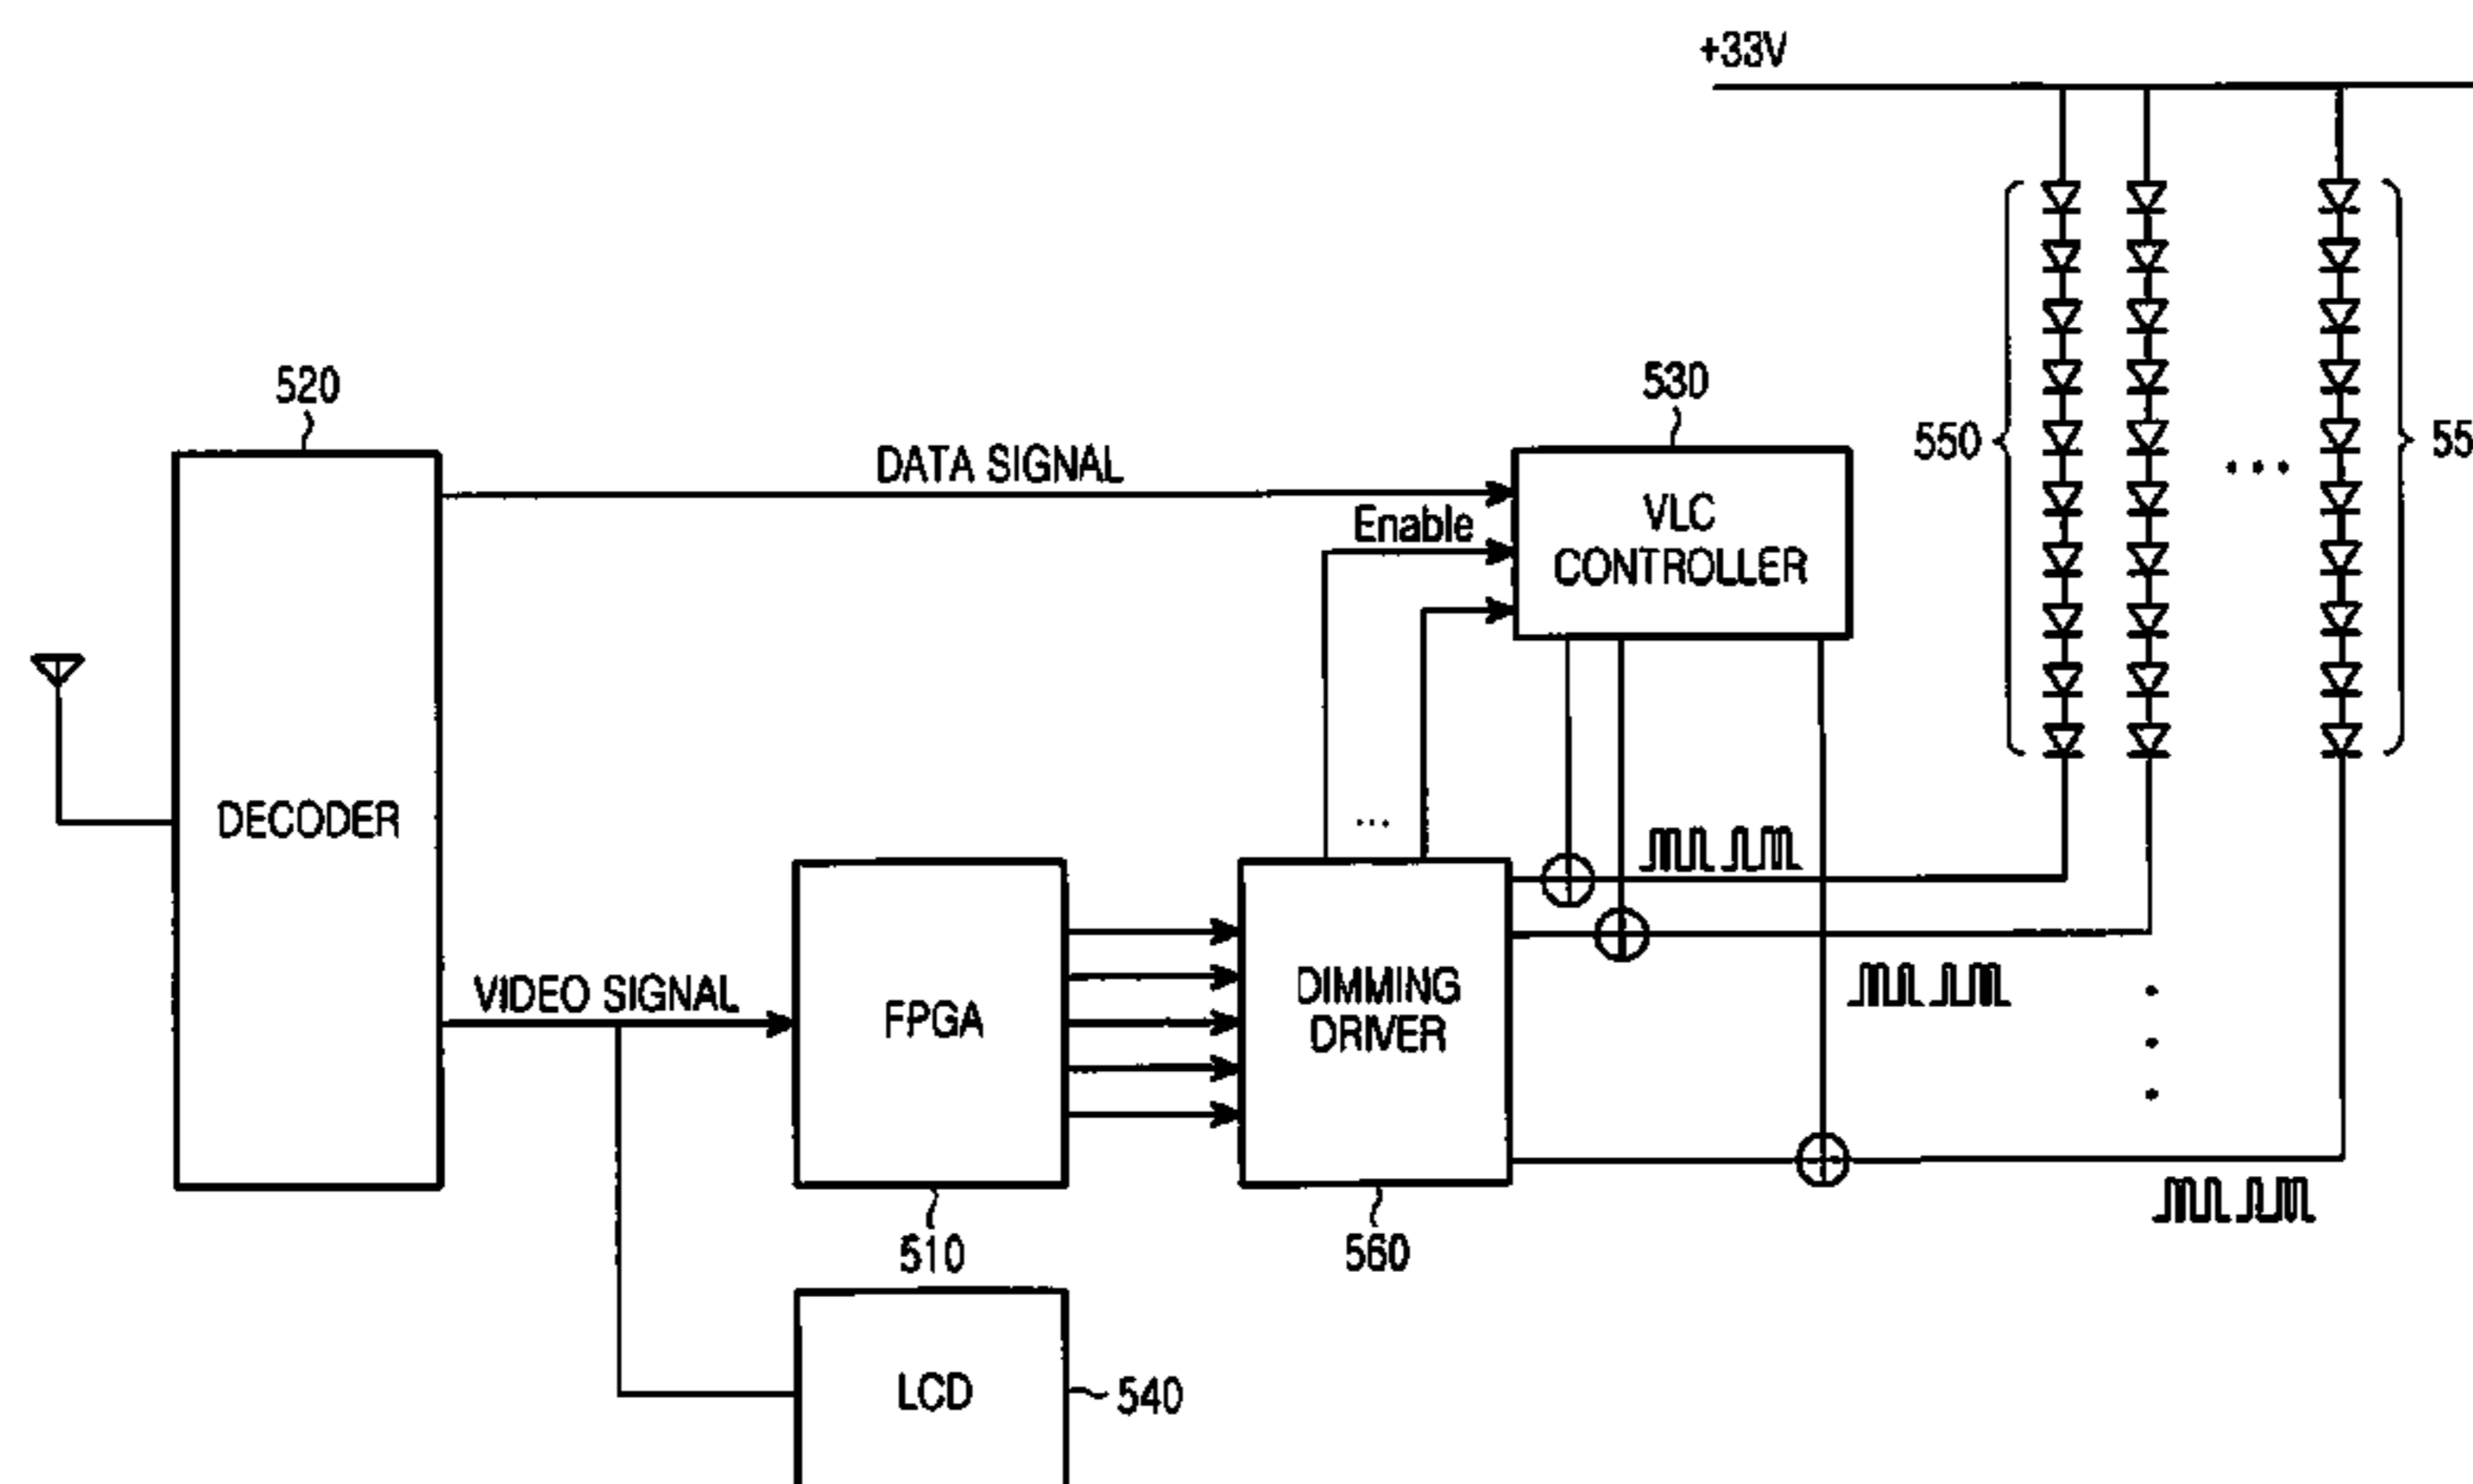 +33V
520
530
DATA SIGNAL
550
55
Enable
VLC
CONTROLLER
...
DECODER
...
VIDEO SIGNAL
FPGA
DIMMING
DRIVER
510
560
LCD
540